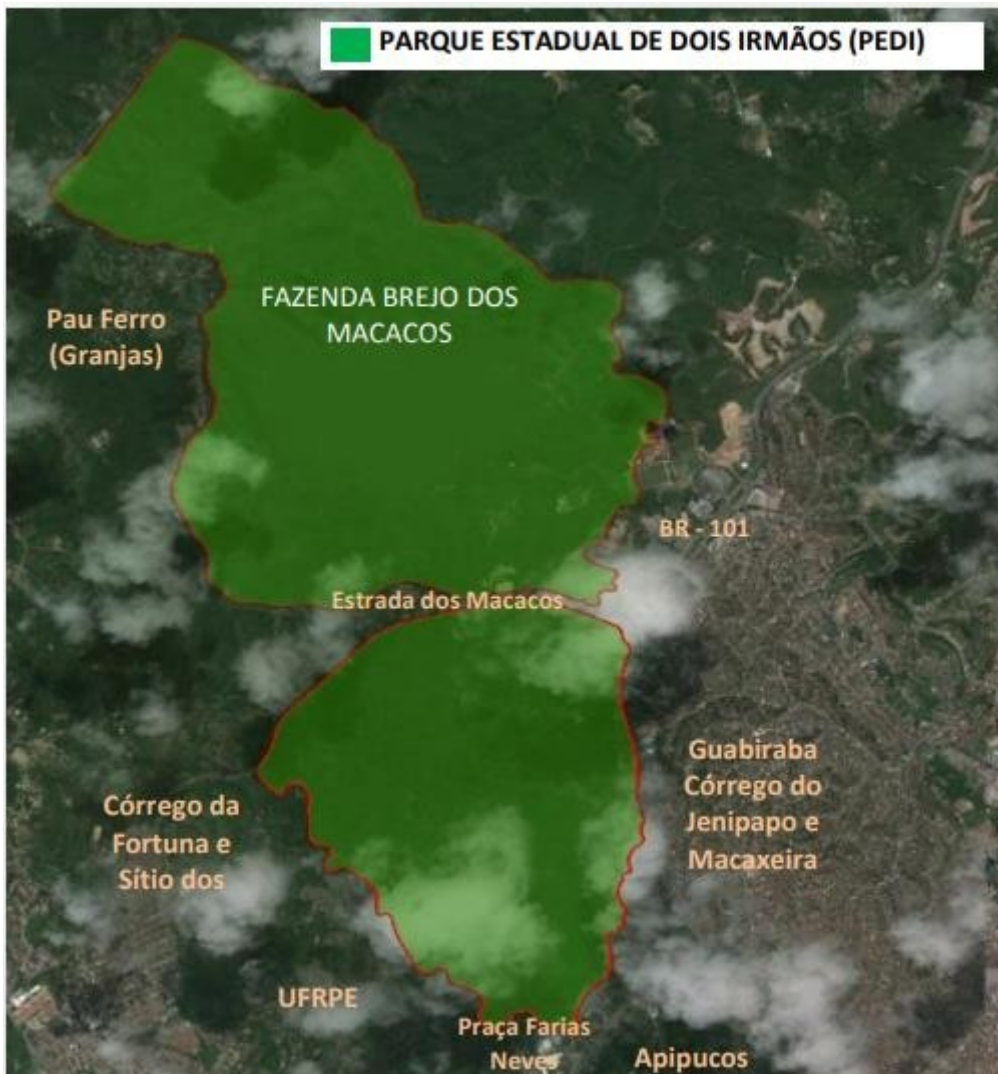 PARQUE ESTADUAL DE DOIS IRMÃOS (PEDI)
FAZENDA BREJO DOS
MACACOS
Pau Ferro
(Granjas)
BR - 101
Estrada dos Macacos
Guabiraba
Córrego do
Jenipapo e
Macaxeira
Córrego da
Fortuna e
Sítio dos
UFRPE
Praça Farias
Neves
Apipucos